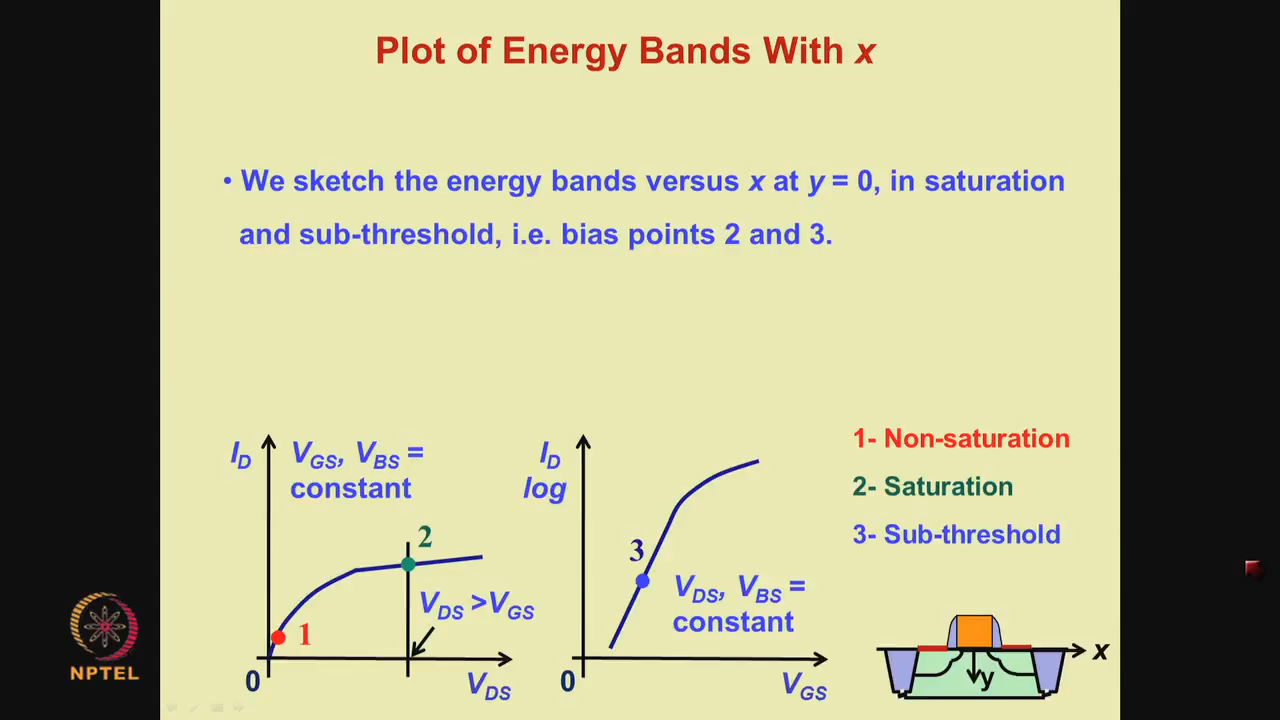 Plot of Energy Bands With x
• We sketch the energy bands versus x at y = 0, in saturation
and sub-threshold, i.e. bias points 2 and 3.
I_D
V_GS, V_BS =
constant
2
1
V_DS >V_GS
0
V_DS
I_D
log
3
V_DS, V_BS =
constant
0
V_GS
1- Non-saturation
2- Saturation
3- Sub-threshold
x
y
NPTEL